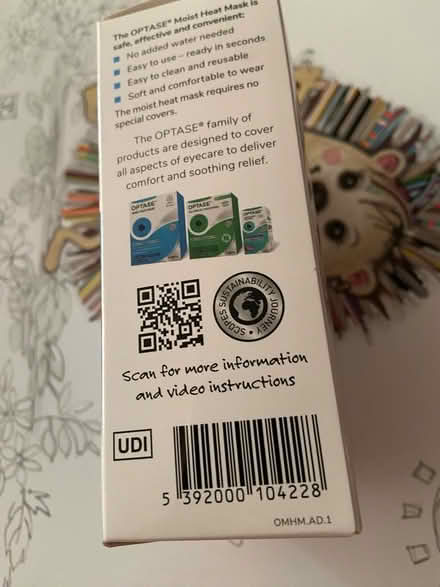 The OPTASE® Moist Heat Mask is
safe, effective and convenient:
No added water needed
Easy to use – ready in seconds
Easy to clean and reusable
Soft and comfortable to wear
The moist heat mask requires no
special covers.
The OPTASE® family of
products are designed to cover
all aspects of eyecare to deliver
comfort and soothing relief.
OPTASE
OPTASE
OPTASE
SCOPES SUSTAINABILITY JOURNEY
Scan for more information
and video instructions
UDI
5 392000 104228
OMHM.AD.1